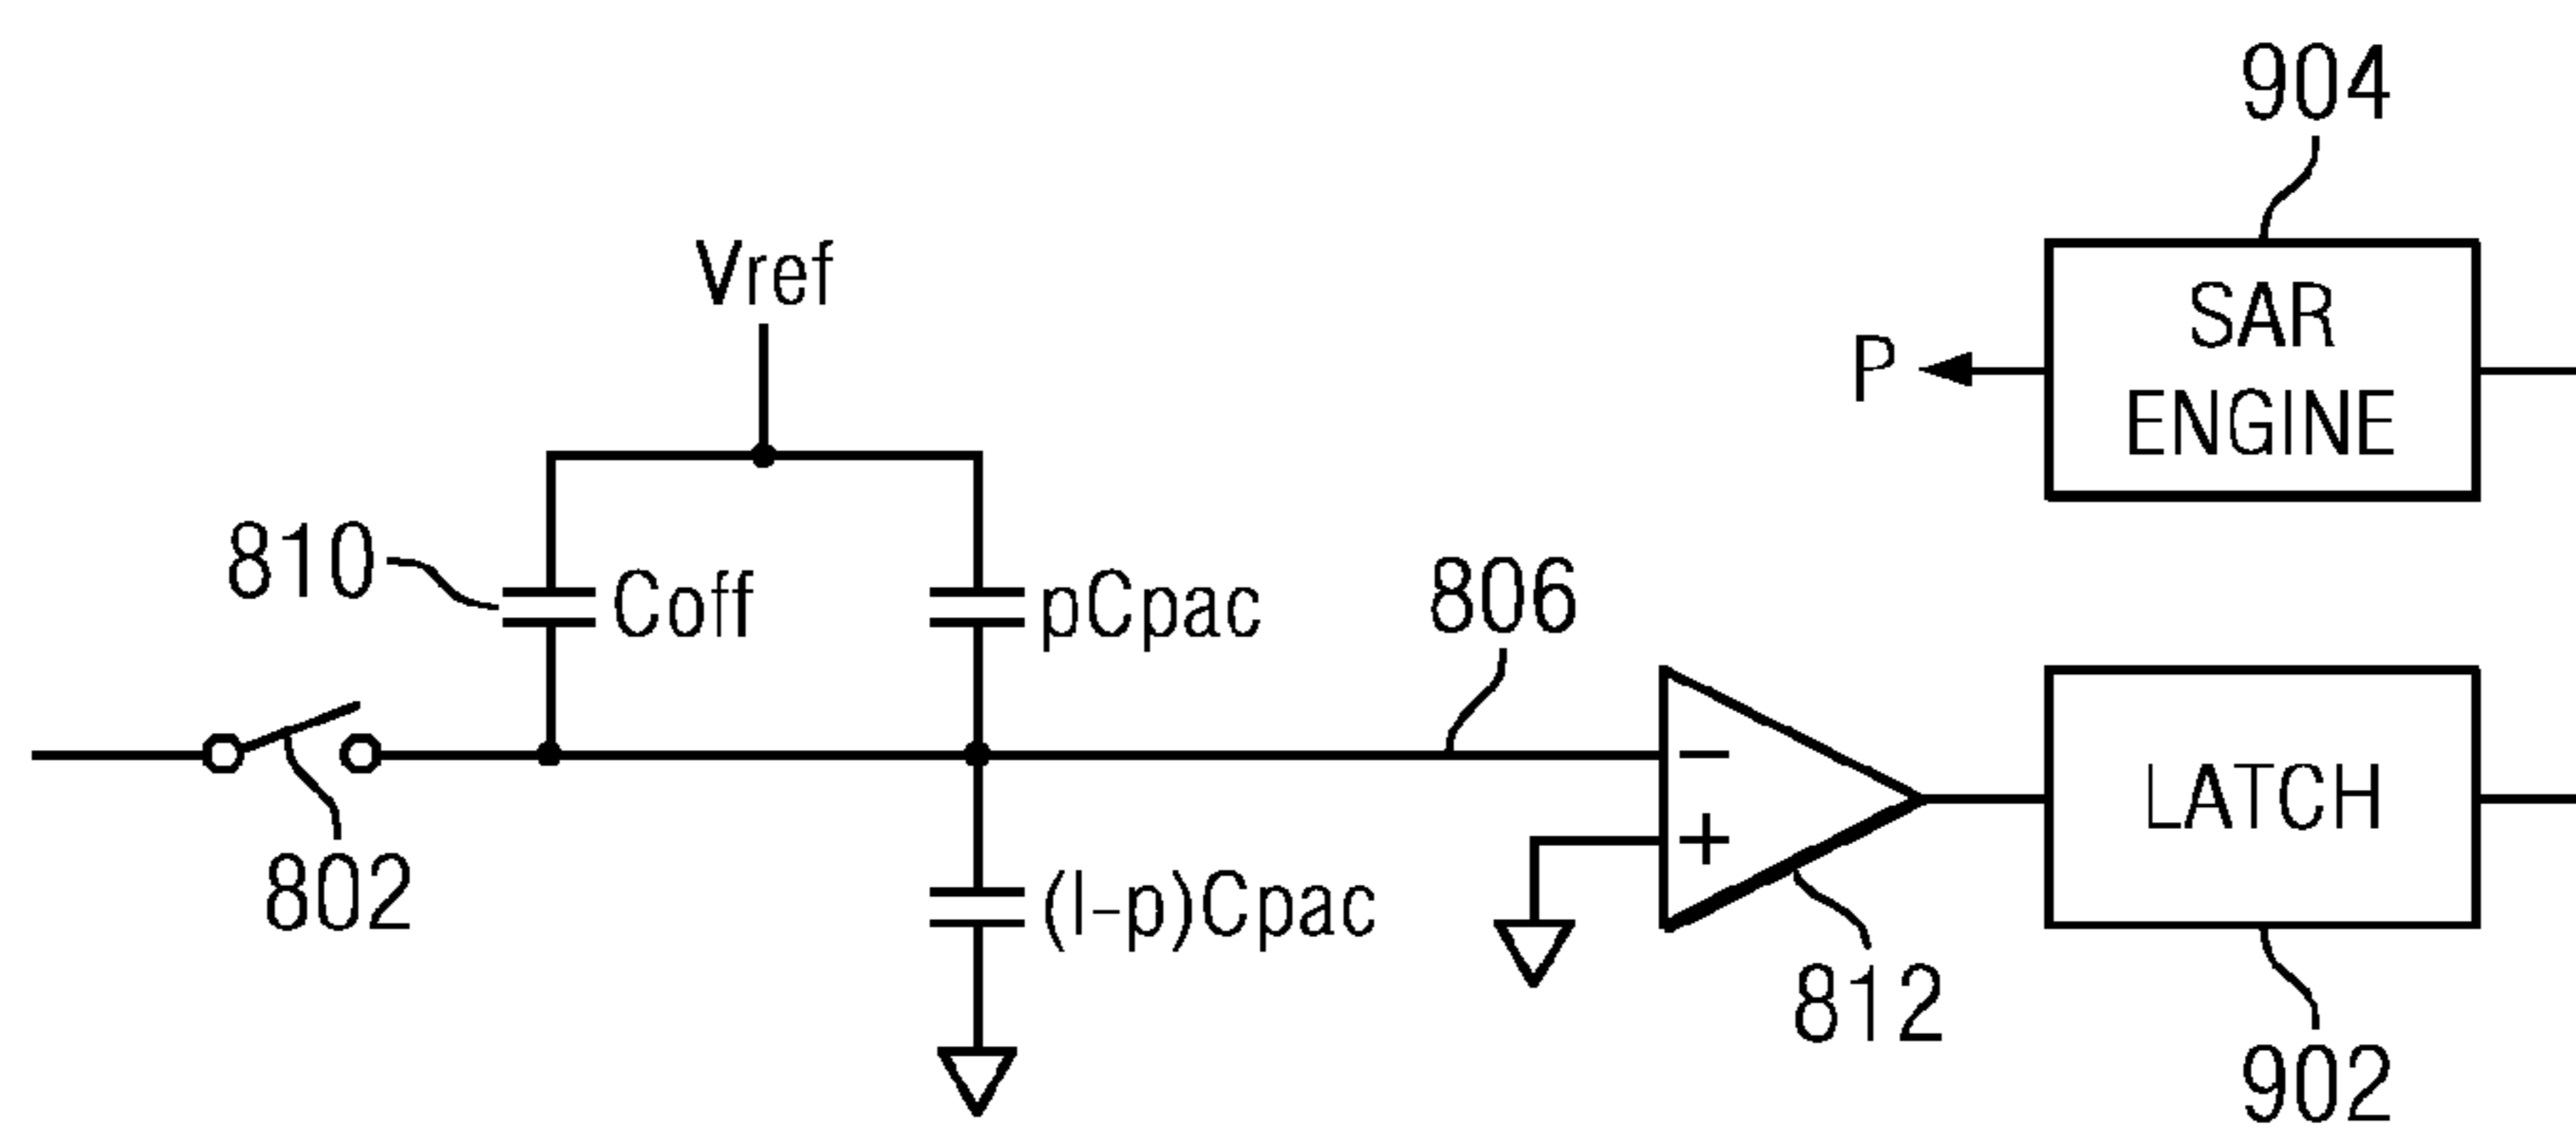 904
Vref
SAR
ENGINE
P
810
Coff
pCpac
806
802
−
+
LATCH
(l-p)Cpac
812
902